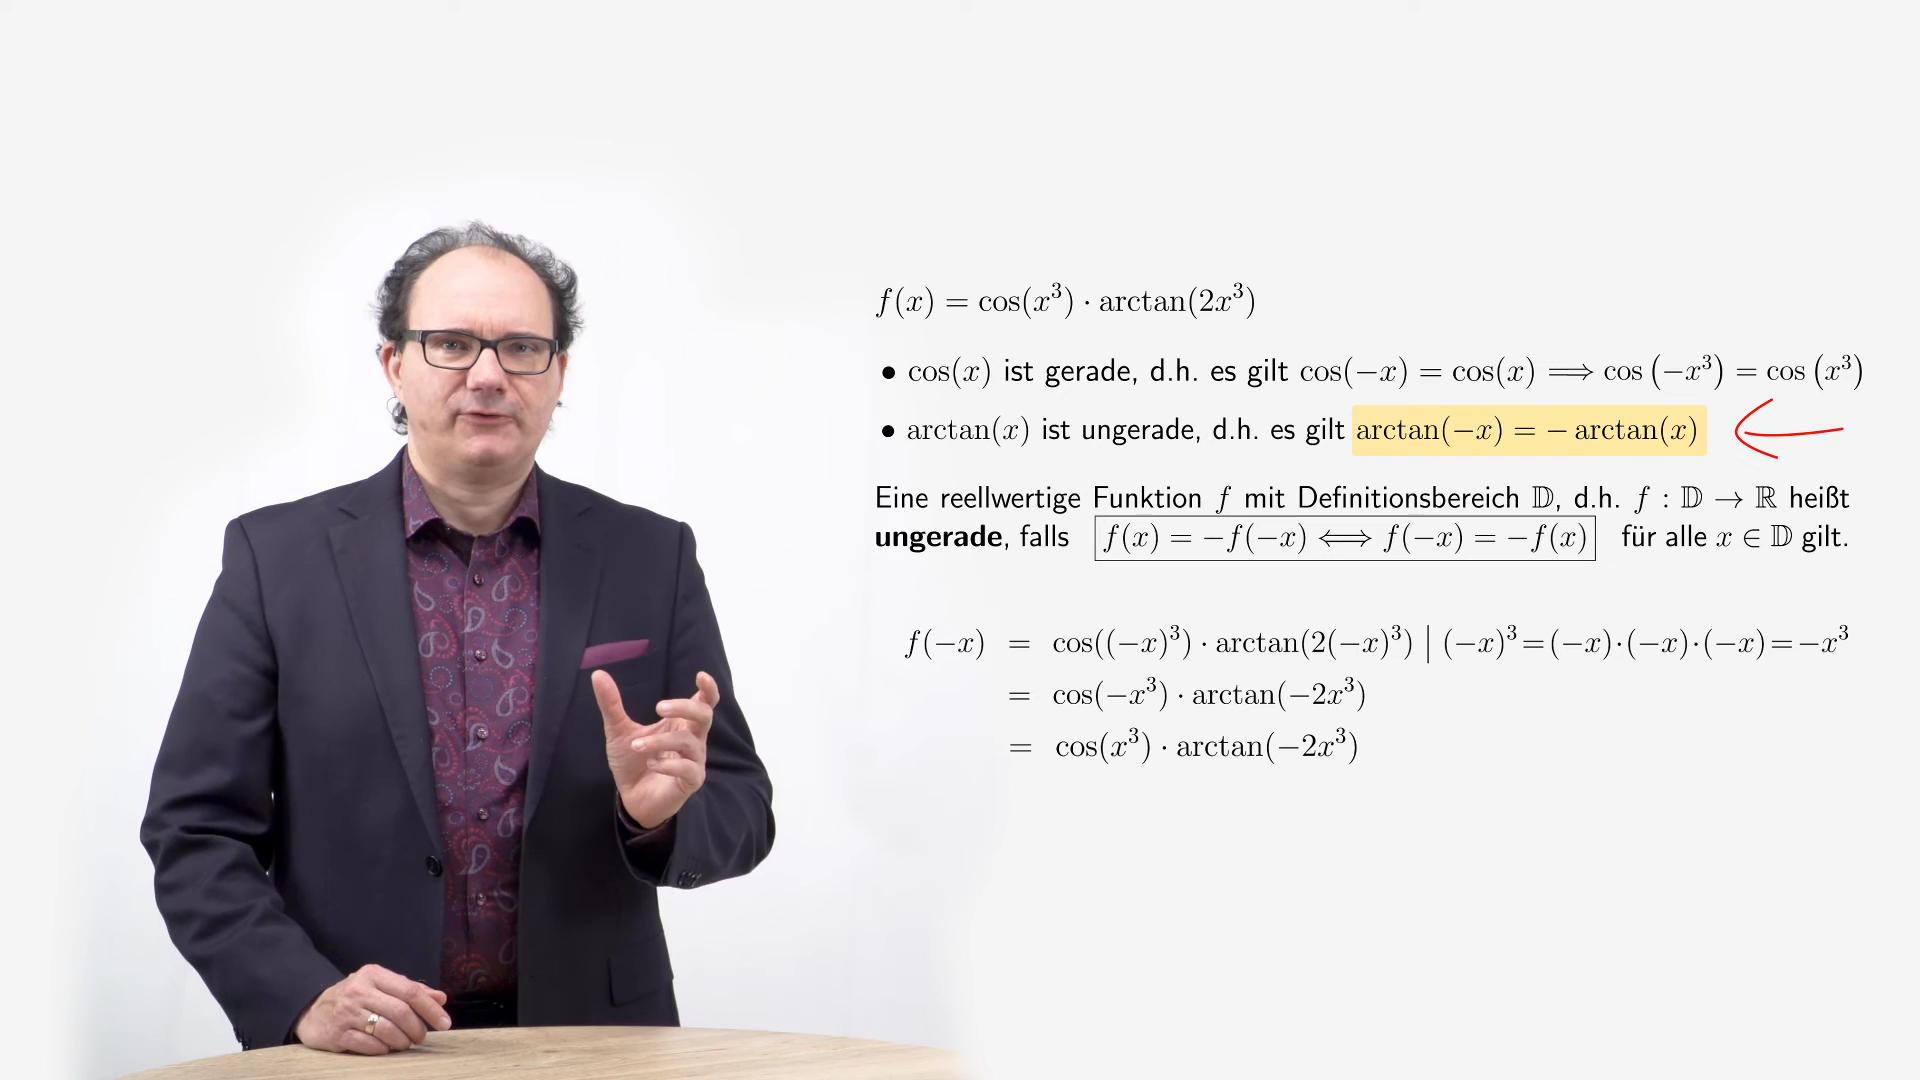 f(x) = cos(x³) · arctan(2x³)
• cos(x) ist gerade, d.h. es gilt cos(−x) = cos(x) ⟹ cos (−x³) = cos (x³)
• arctan(x) ist ungerade, d.h. es gilt arctan(−x) = − arctan(x)
Eine reellwertige Funktion f mit Definitionsbereich 𝔻, d.h. f : 𝔻 → ℝ heißt
ungerade, falls f(x) = −f(−x) ⟺ f(−x) = −f(x) für alle x ∈ 𝔻 gilt.
f(−x) = cos((−x)³) · arctan(2(−x)³) | (−x)³=(−x)·(−x)·(−x)=−x³
= cos(−x³) · arctan(−2x³)
= cos(x³) · arctan(−2x³)